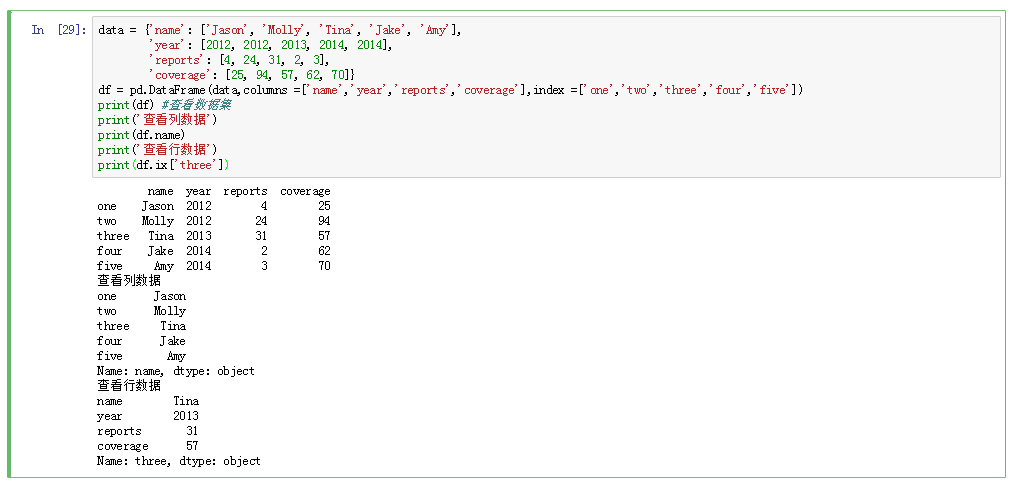 In [29]: data = {'name': ['Jason', 'Molly', 'Tina', 'Jake', 'Amy'],
'year': [2012, 2012, 2013, 2014, 2014],
'reports': [4, 24, 31, 2, 3],
'coverage': [25, 94, 57, 62, 70]}
df = pd.DataFrame(data,columns =['name','year','reports','coverage'],index =['one','two','three','four','five'])
print(df) #查看数据集
print('查看列数据')
print(df.name)
print('查看行数据')
print(df.ix['three'])
name year reports coverage
one Jason 2012 4 25
two Molly 2012 24 94
three Tina 2013 31 57
four Jake 2014 2 62
five Amy 2014 3 70
查看列数据
one Jason
two Molly
three Tina
four Jake
five Amy
Name: name, dtype: object
查看行数据
name Tina
year 2013
reports 31
coverage 57
Name: three, dtype: object